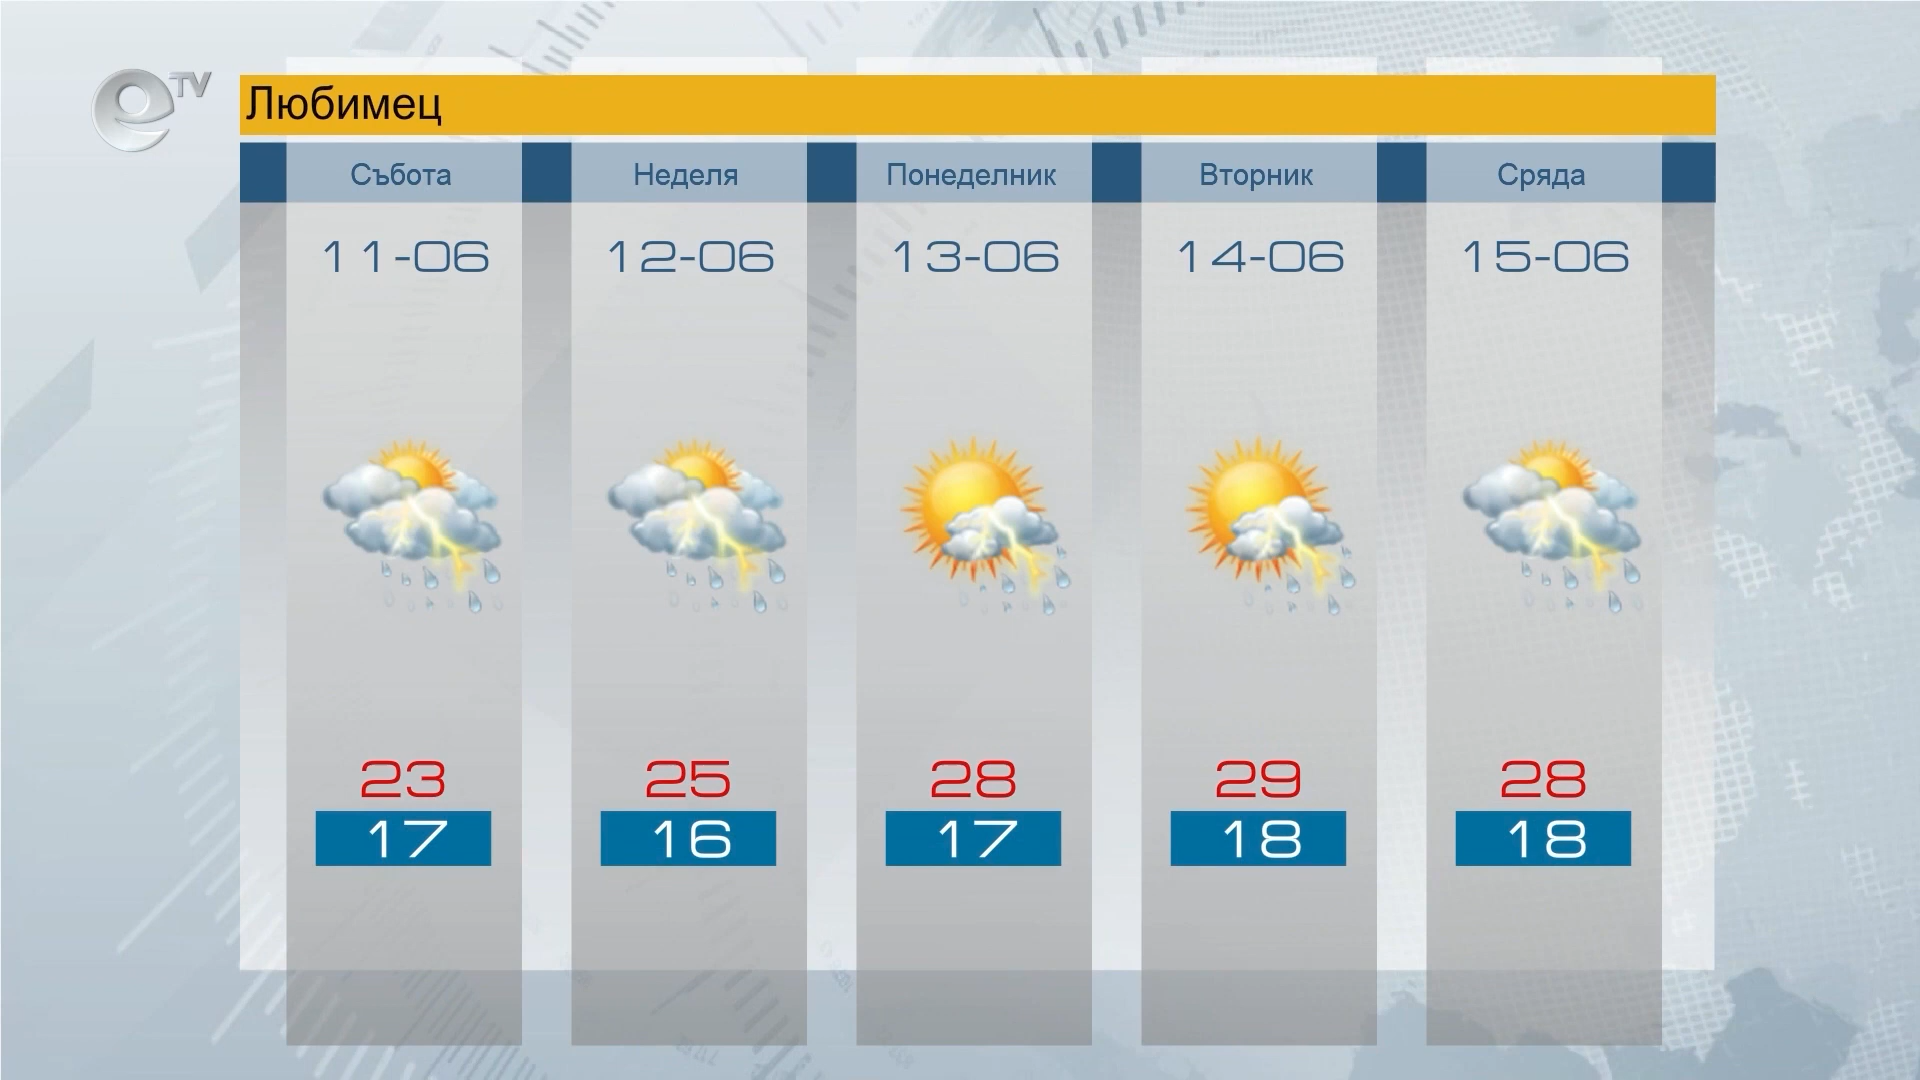 eTV
Любимец
Събота Неделя Понеделник Вторник Сряда
11-06 12-06 13-06 14-06 15-06
23 25 28 29 28
17 16 17 18 18